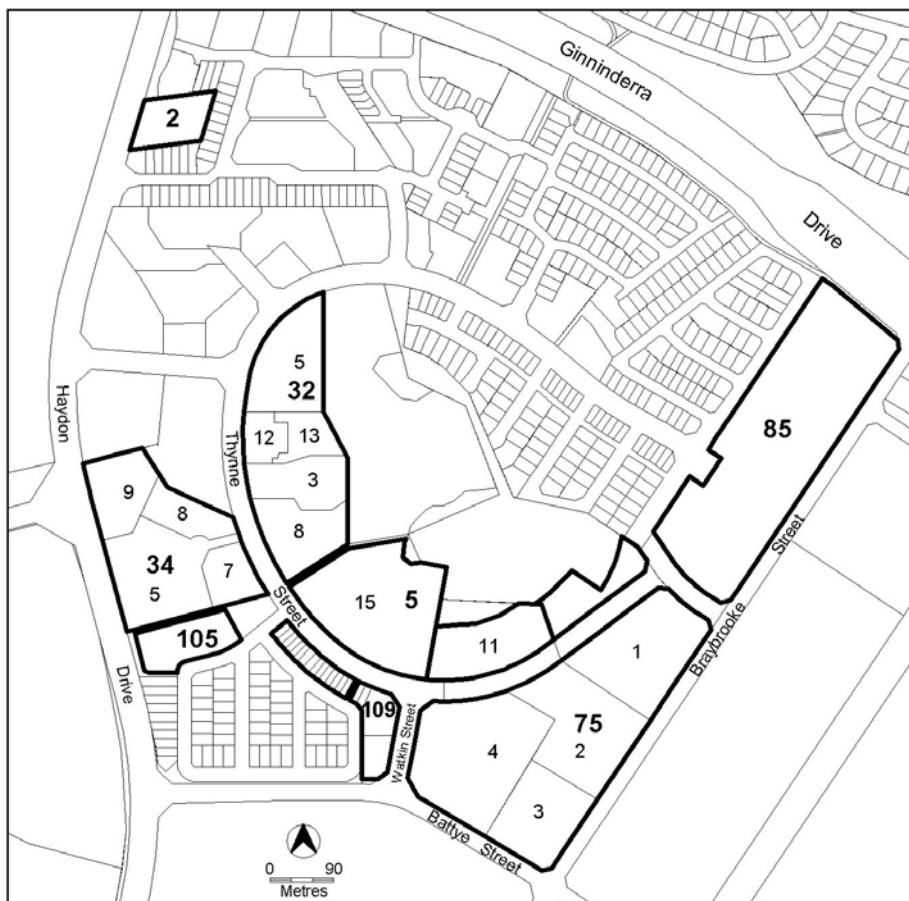 Ginninderra
Drive
2
5
32
85
Haydon
Thynne
12
13
3
9
8
8
34
7
5
15
5
Street
105
Street
11
1
Braybrooke
Drive
109
Watkin Street
75
2
4
3
Battye Street
0 90
Metres